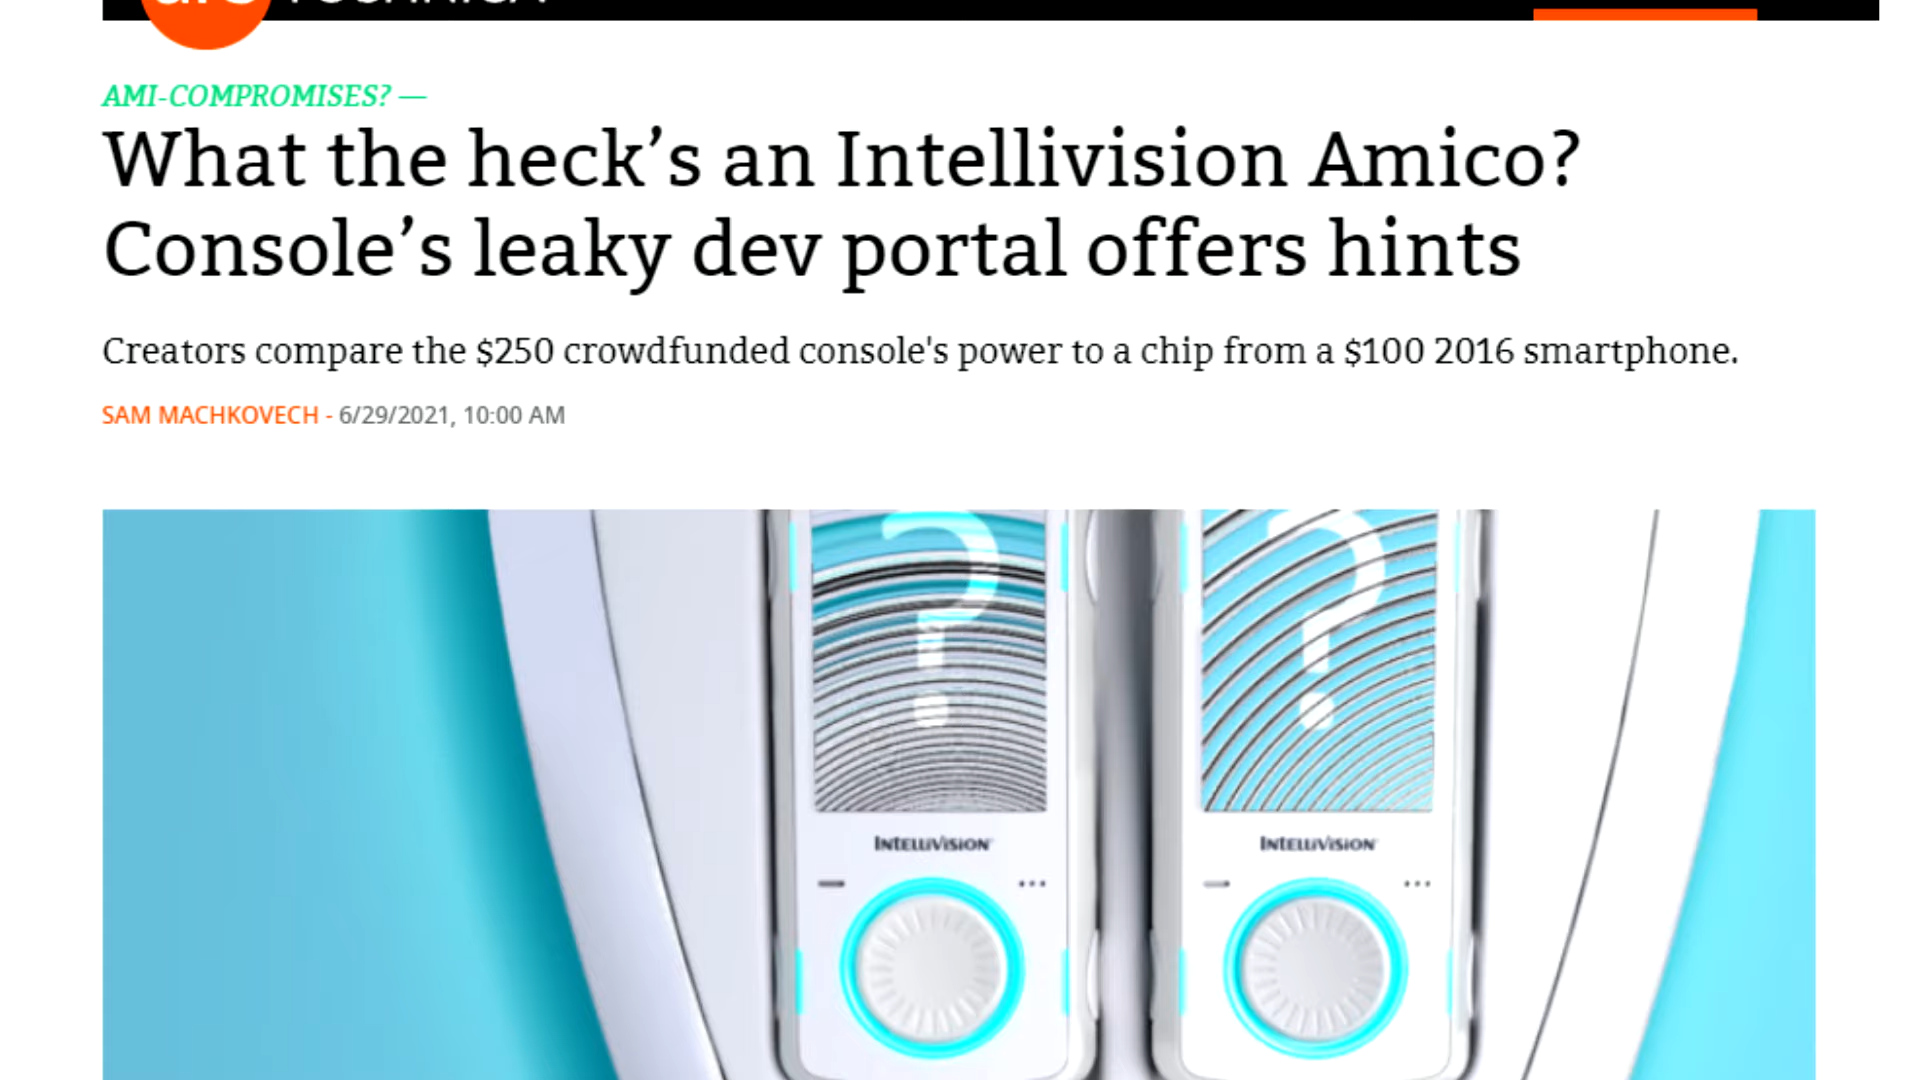 AMI-COMPROMISES? —
What the heck’s an Intellivision Amico?
Console’s leaky dev portal offers hints
Creators compare the $250 crowdfunded console's power to a chip from a $100 2016 smartphone.
SAM MACHKOVECH - 6/29/2021, 10:00 AM
? ?
INTELLIVISION INTELLIVISION